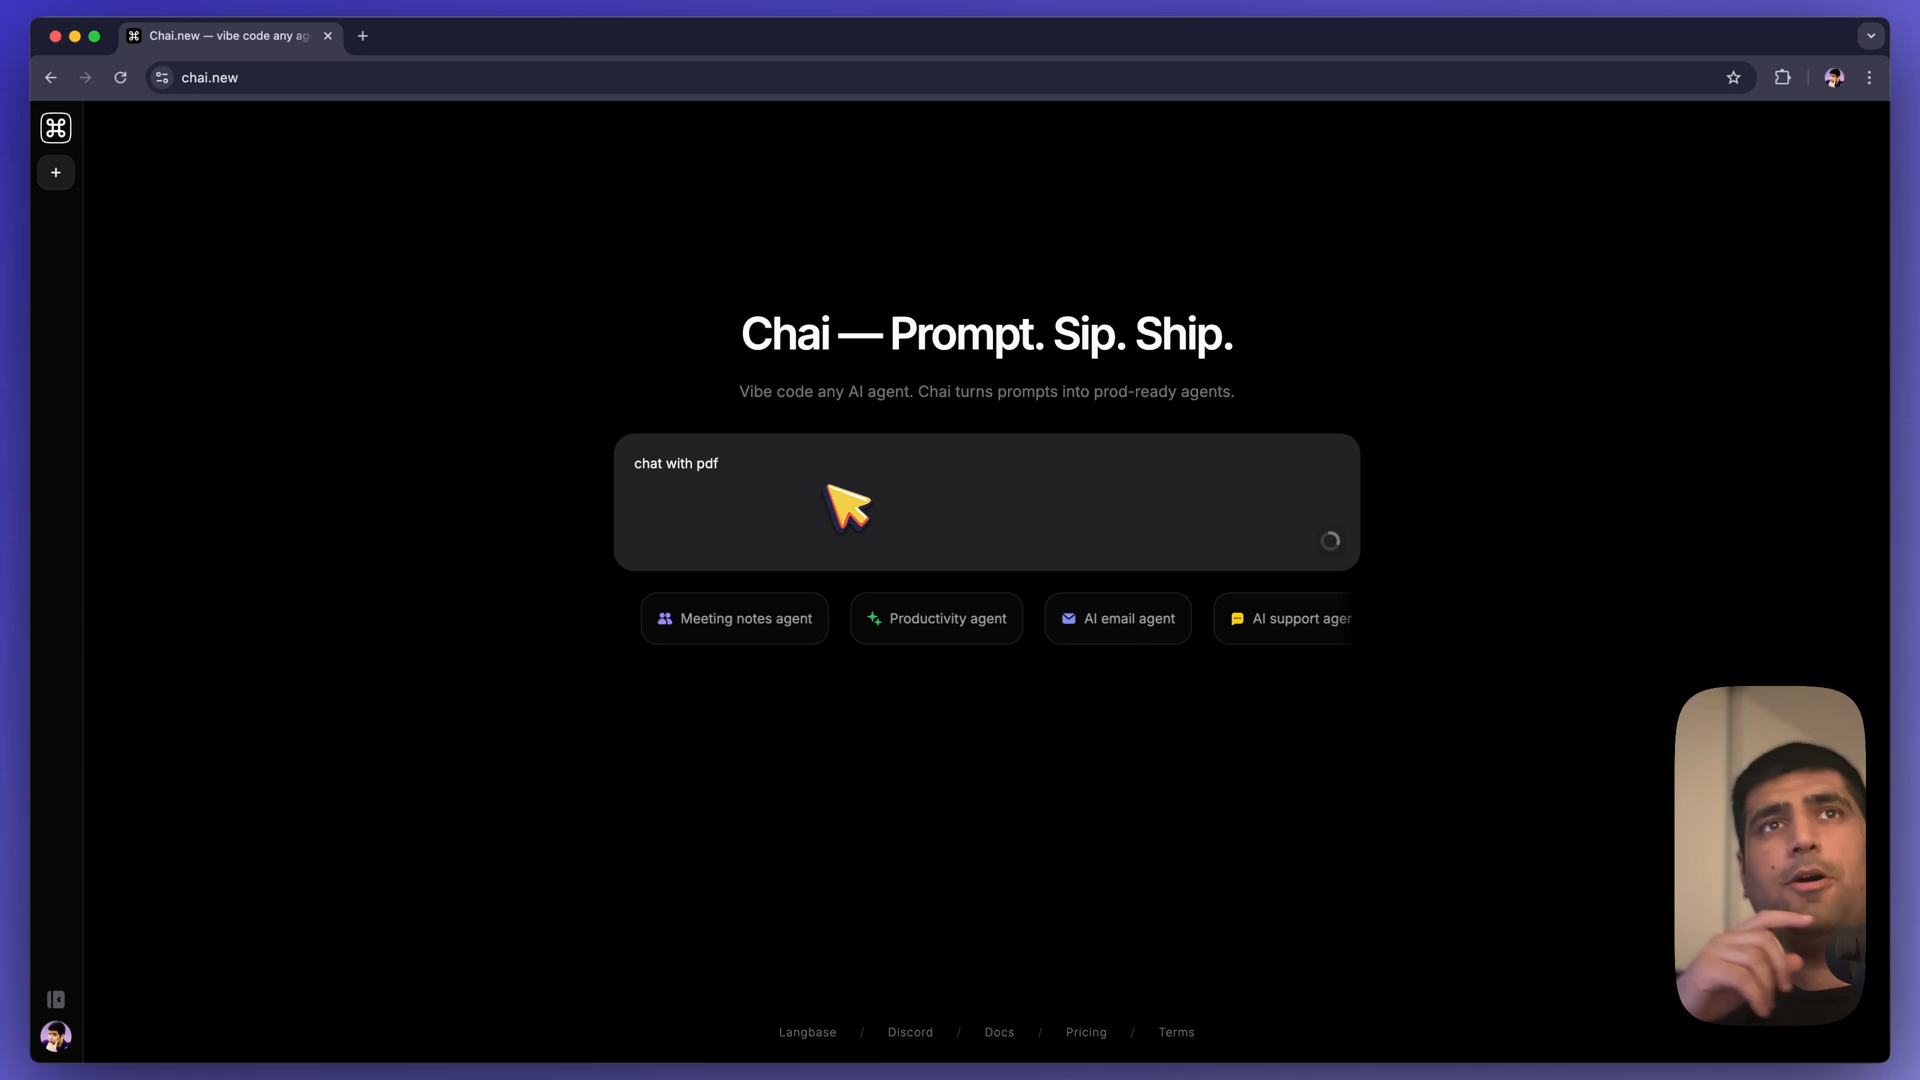 Chai.new — vibe code any ag
chai.new
Chai — Prompt. Sip. Ship.
Vibe code any AI agent. Chai turns prompts into prod-ready agents.
chat with pdf
Meeting notes agent
Productivity agent
AI email agent
AI support agen
Langbase / Discord / Docs / Pricing / Terms